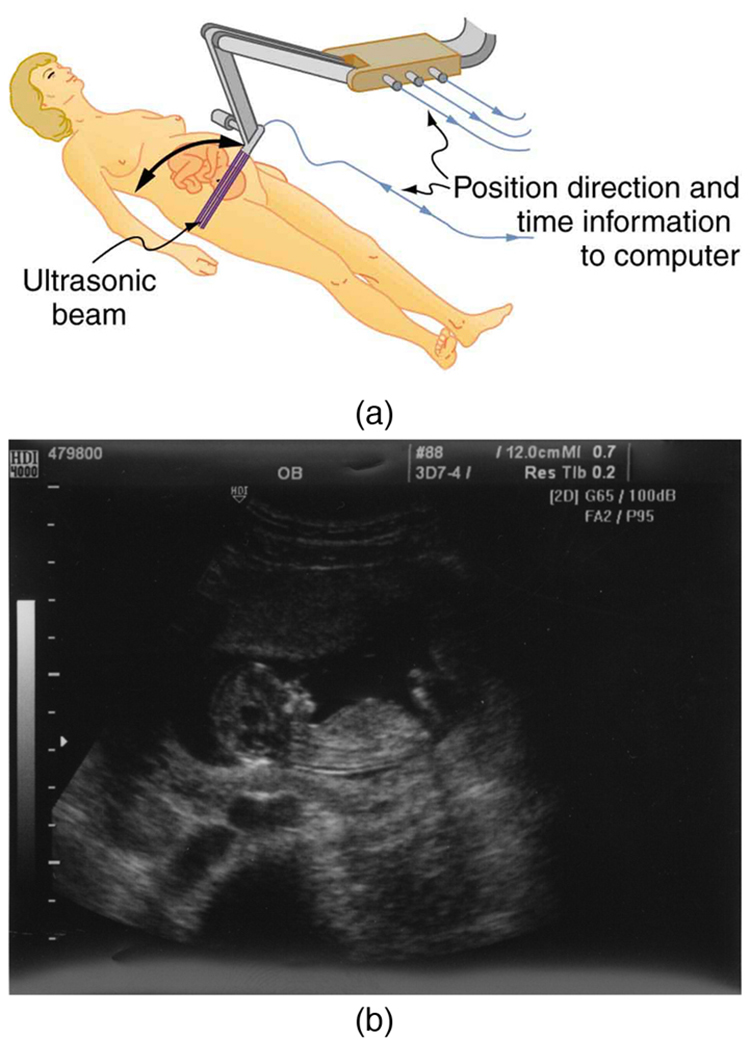 Position direction and
time information
to computer
Ultrasonic
beam
(a)
HDI
4000
479800
OB
#88
/ 12.0cmMI 0.7
3D7-4 /
Res TIb 0.2
[2D] G65 / 100dB
FA2 / P95
HDI
(b)